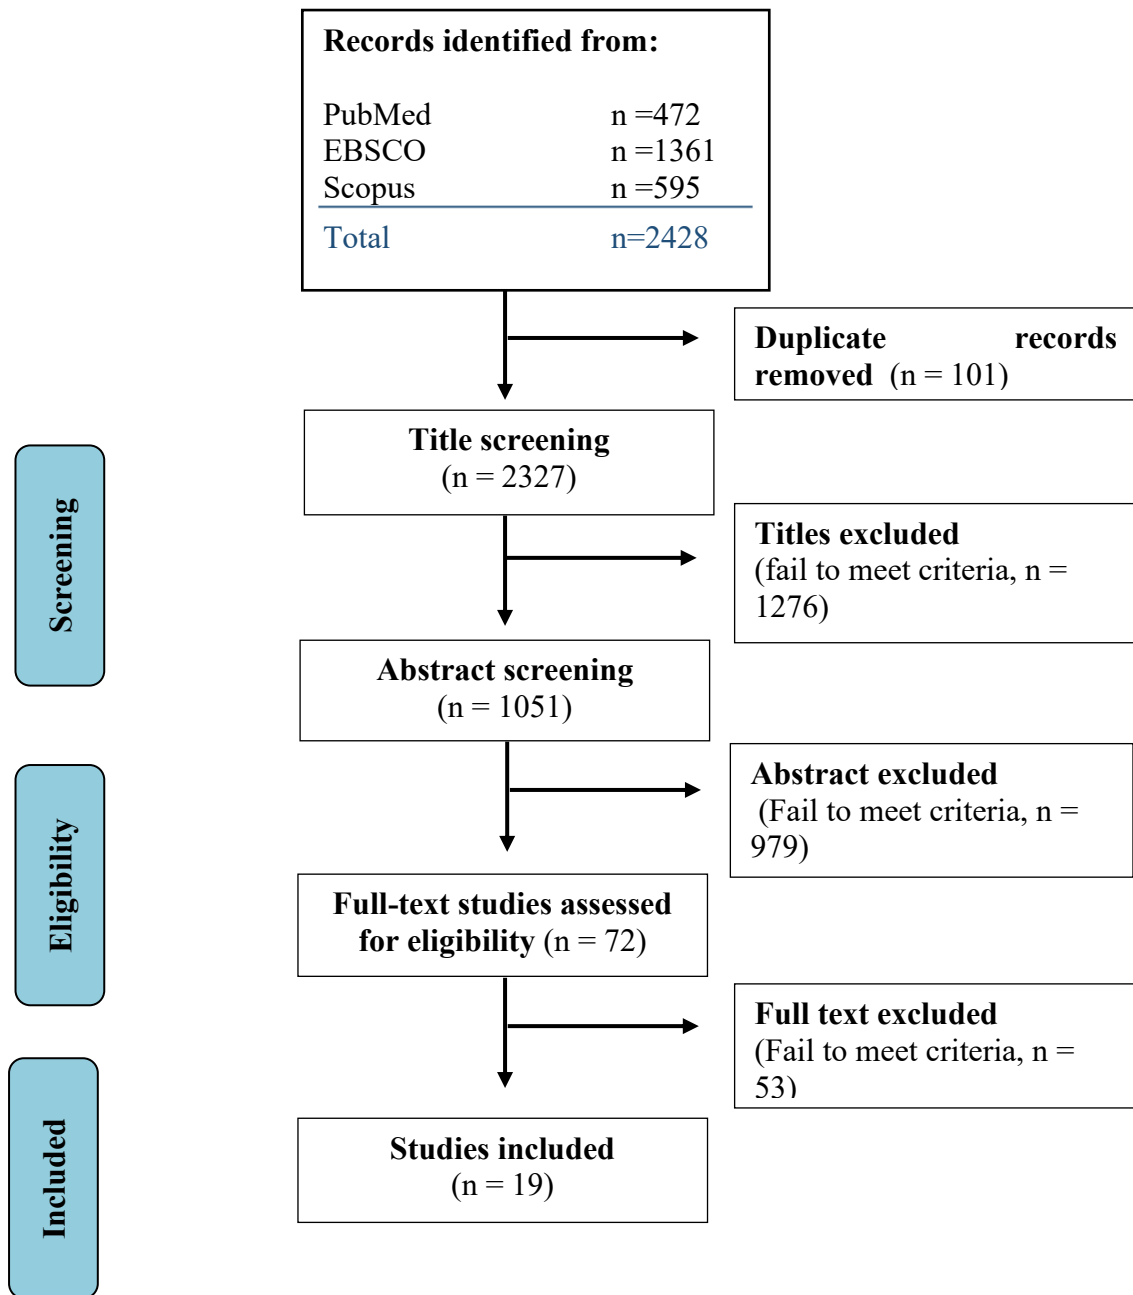 Records identified from:
PubMed n =472
EBSCO n =1361
Scopus n =595
Total n=2428
Duplicate records
removed (n = 101)
Title screening
(n = 2327)
Screening
Titles excluded
(fail to meet criteria, n =
1276)
Abstract screening
(n = 1051)
Abstract excluded
(Fail to meet criteria, n =
979)
Eligibility
Full-text studies assessed
for eligibility (n = 72)
Full text excluded
(Fail to meet criteria, n =
53)
Included
Studies included
(n = 19)